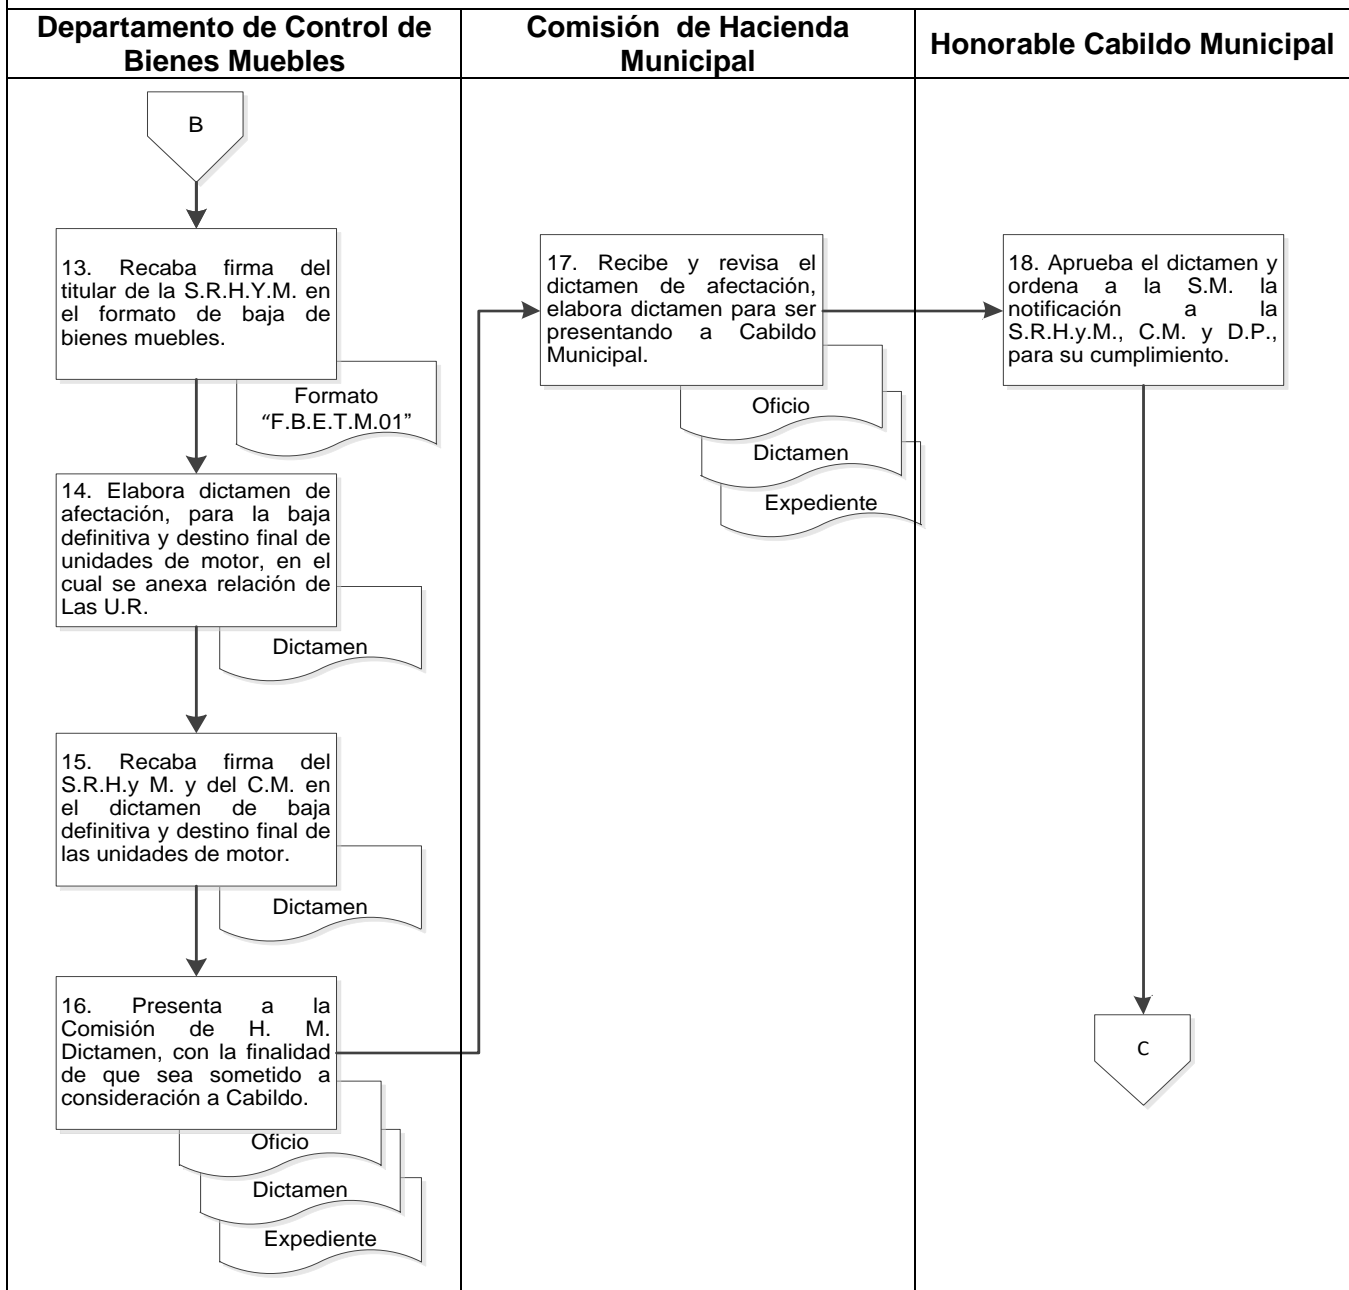 Departamento de Control de
Bienes Muebles
Comisión de Hacienda
Municipal
Honorable Cabildo Municipal
B
13. Recaba firma del
titular de la S.R.H.Y.M. en
el formato de baja de
bienes muebles.
Formato
“F.B.E.T.M.01”
14. Elabora dictamen de
afectación, para la baja
definitiva y destino final de
unidades de motor, en el
cual se anexa relación de
Las U.R.
Dictamen
15. Recaba firma del
S.R.H.y M. y del C.M. en
el dictamen de baja
definitiva y destino final de
las unidades de motor.
Dictamen
16. Presenta a la
Comisión de H. M.
Dictamen, con la finalidad
de que sea sometido a
consideración a Cabildo.
Oficio
Dictamen
Expediente
17. Recibe y revisa el
dictamen de afectación,
elabora dictamen para ser
presentando a Cabildo
Municipal.
Oficio
Dictamen
Expediente
18. Aprueba el dictamen y
ordena a la S.M. la
notificación a la
S.R.H.y.M., C.M. y D.P.,
para su cumplimiento.
C